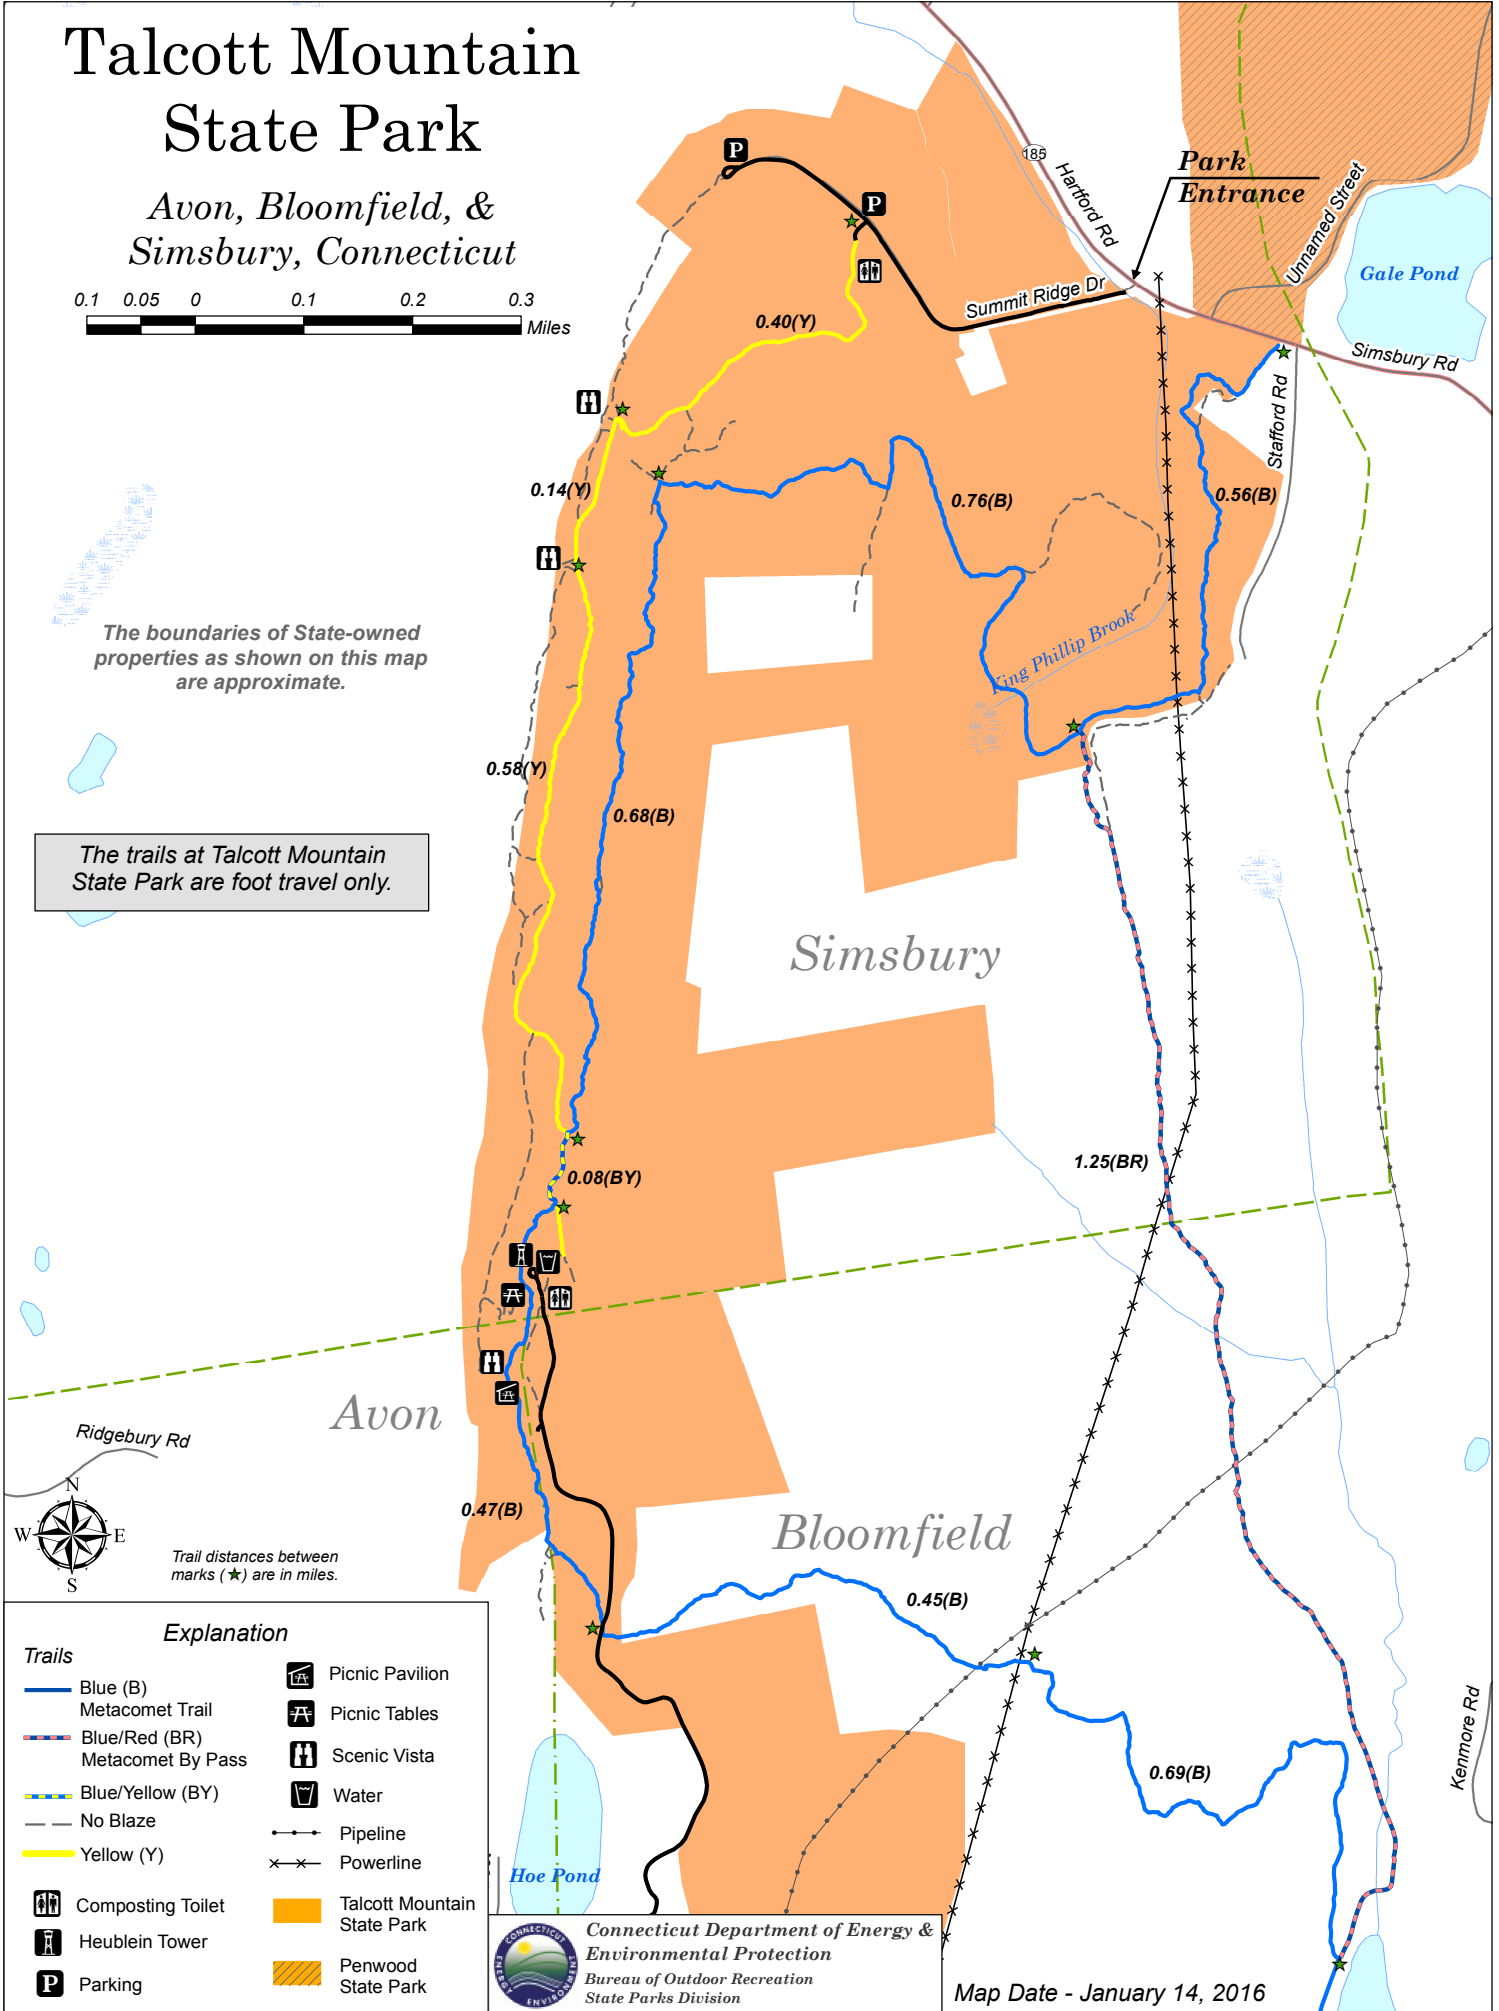 Talcott Mountain
State Park
Avon, Bloomfield, &
Simsbury, Connecticut
0.1 0.05 0 0.1 0.2 0.3
Miles
P
P
185
Hartford Rd
Park
Entrance
Unnamed Street
Gale Pond
Summit Ridge Dr
Simsbury Rd
Stafford Rd
0.40(Y)
0.14(Y)
0.76(B)
0.56(B)
King Phillip Brook
The boundaries of State-owned
properties as shown on this map
are approximate.
0.58(Y)
0.68(B)
The trails at Talcott Mountain
State Park are foot travel only.
Simsbury
1.25(BR)
0.08(BY)
Avon
Ridgebury Rd
N
W E
S
0.47(B)
Bloomfield
Trail distances between
marks ( ) are in miles.
0.45(B)
0.69(B)
Kenmore Rd
Hoe Pond
Explanation
Trails
Blue (B)
Metacomet Trail
Blue/Red (BR)
Metacomet By Pass
Blue/Yellow (BY)
No Blaze
Yellow (Y)
Composting Toilet
Heublein Tower
P Parking
Picnic Pavilion
Picnic Tables
Scenic Vista
Water
Pipeline
Powerline
Talcott Mountain
State Park
Penwood
State Park
CONNECTICUT
ENERGY
ENVIRONMENT
Connecticut Department of Energy &
Environmental Protection
Bureau of Outdoor Recreation
State Parks Division
Map Date - January 14, 2016